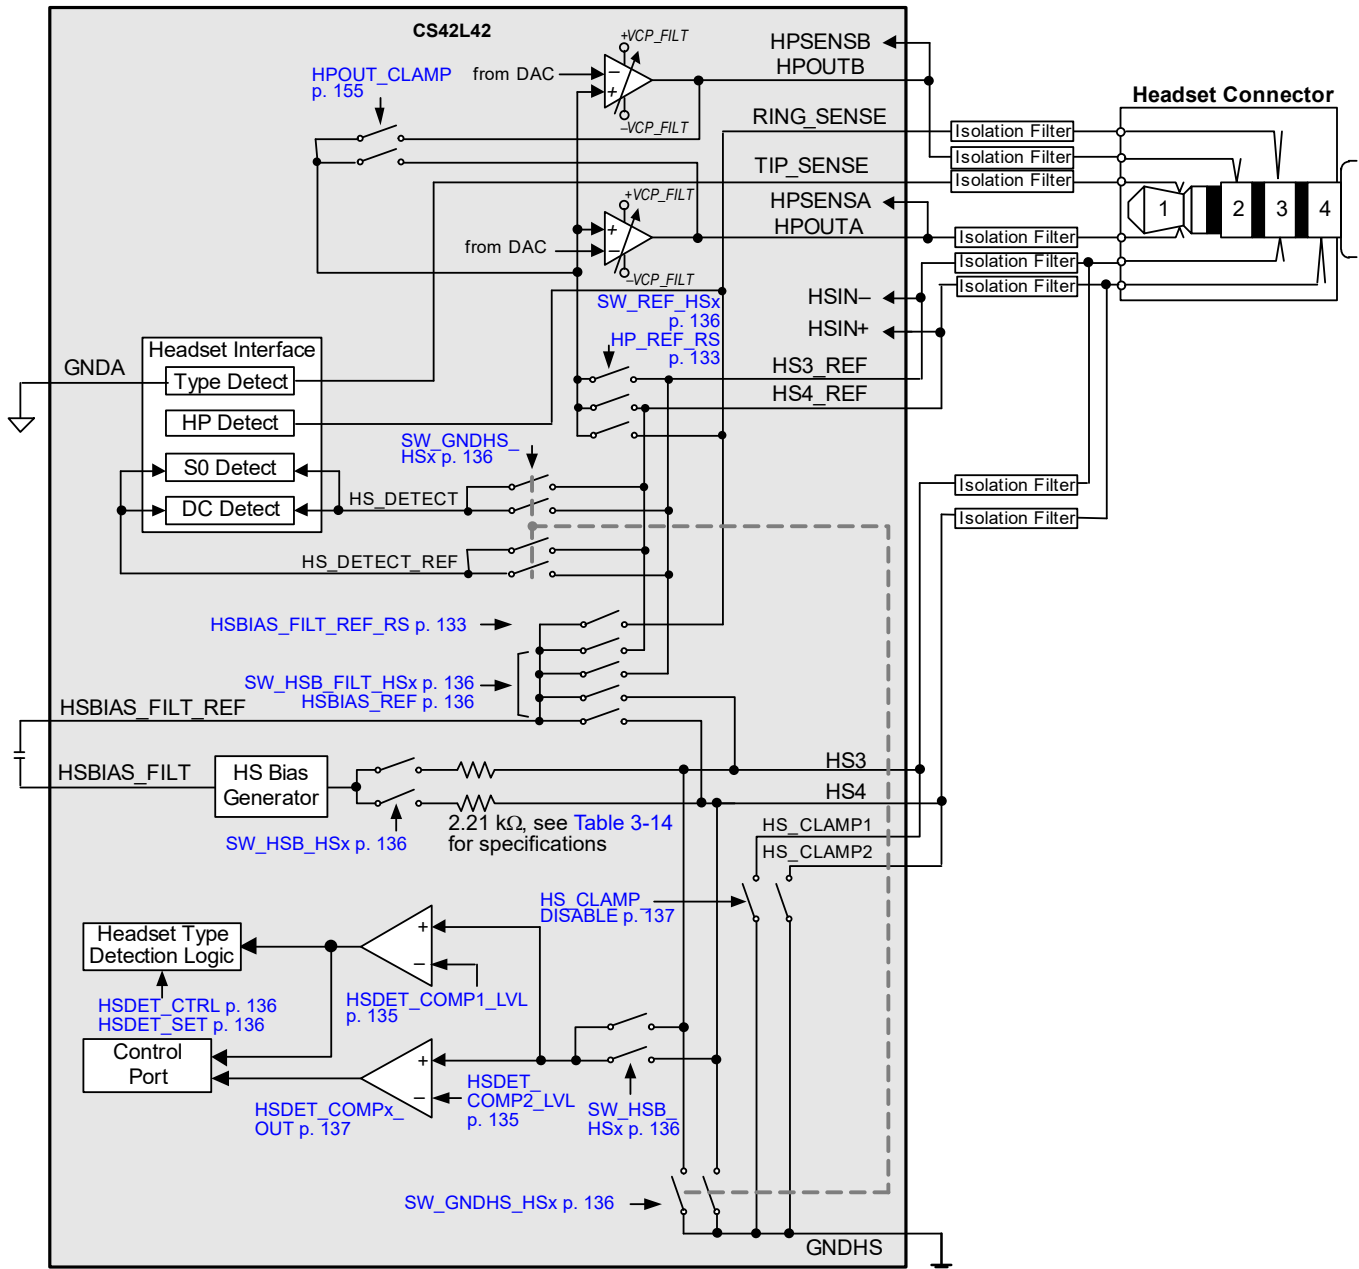 CS42L42
+VCP_FILT
HPOUT_CLAMP
p. 155
from DAC
−
+
–VCP_FILT
HPSENSB
HPOUTB
RING_SENSE
TIP_SENSE
HPSENSA
HPOUTA
Headset Connector
Isolation Filter
Isolation Filter
Isolation Filter
1
2
3
4
Isolation Filter
Isolation Filter
Isolation Filter
+VCP_FILT
+
−
from DAC
–VCP_FILT
HSIN–
HSIN+
SW_REF_HSx
p. 136
HP_REF_RS
p. 133
HS3_REF
HS4_REF
GNDA
Headset Interface
Type Detect
HP Detect
S0 Detect
DC Detect
SW_GNDHS_
HSx p. 136
HS_DETECT
HS_DETECT_REF
Isolation Filter
Isolation Filter
HSBIAS_FILT_REF_RS p. 133
SW_HSB_FILT_HSx p. 136
HSBIAS_REF p. 136
HSBIAS_FILT_REF
HSBIAS_FILT
HS Bias
Generator
SW_HSB_HSx p. 136
2.21 kΩ, see Table 3-14
for specifications
HS3
HS4
HS_CLAMP1
HS_CLAMP2
HS_CLAMP_
DISABLE p. 137
Headset Type
Detection Logic
+
−
HSDET_CTRL p. 136
HSDET_SET p. 136
HSDET_COMP1_LVL
p. 135
Control
Port
+
−
HSDET_COMPx_
OUT p. 137
HSDET_
COMP2_LVL
p. 135
SW_HSB_
HSx p. 136
SW_GNDHS_HSx p. 136
GNDHS